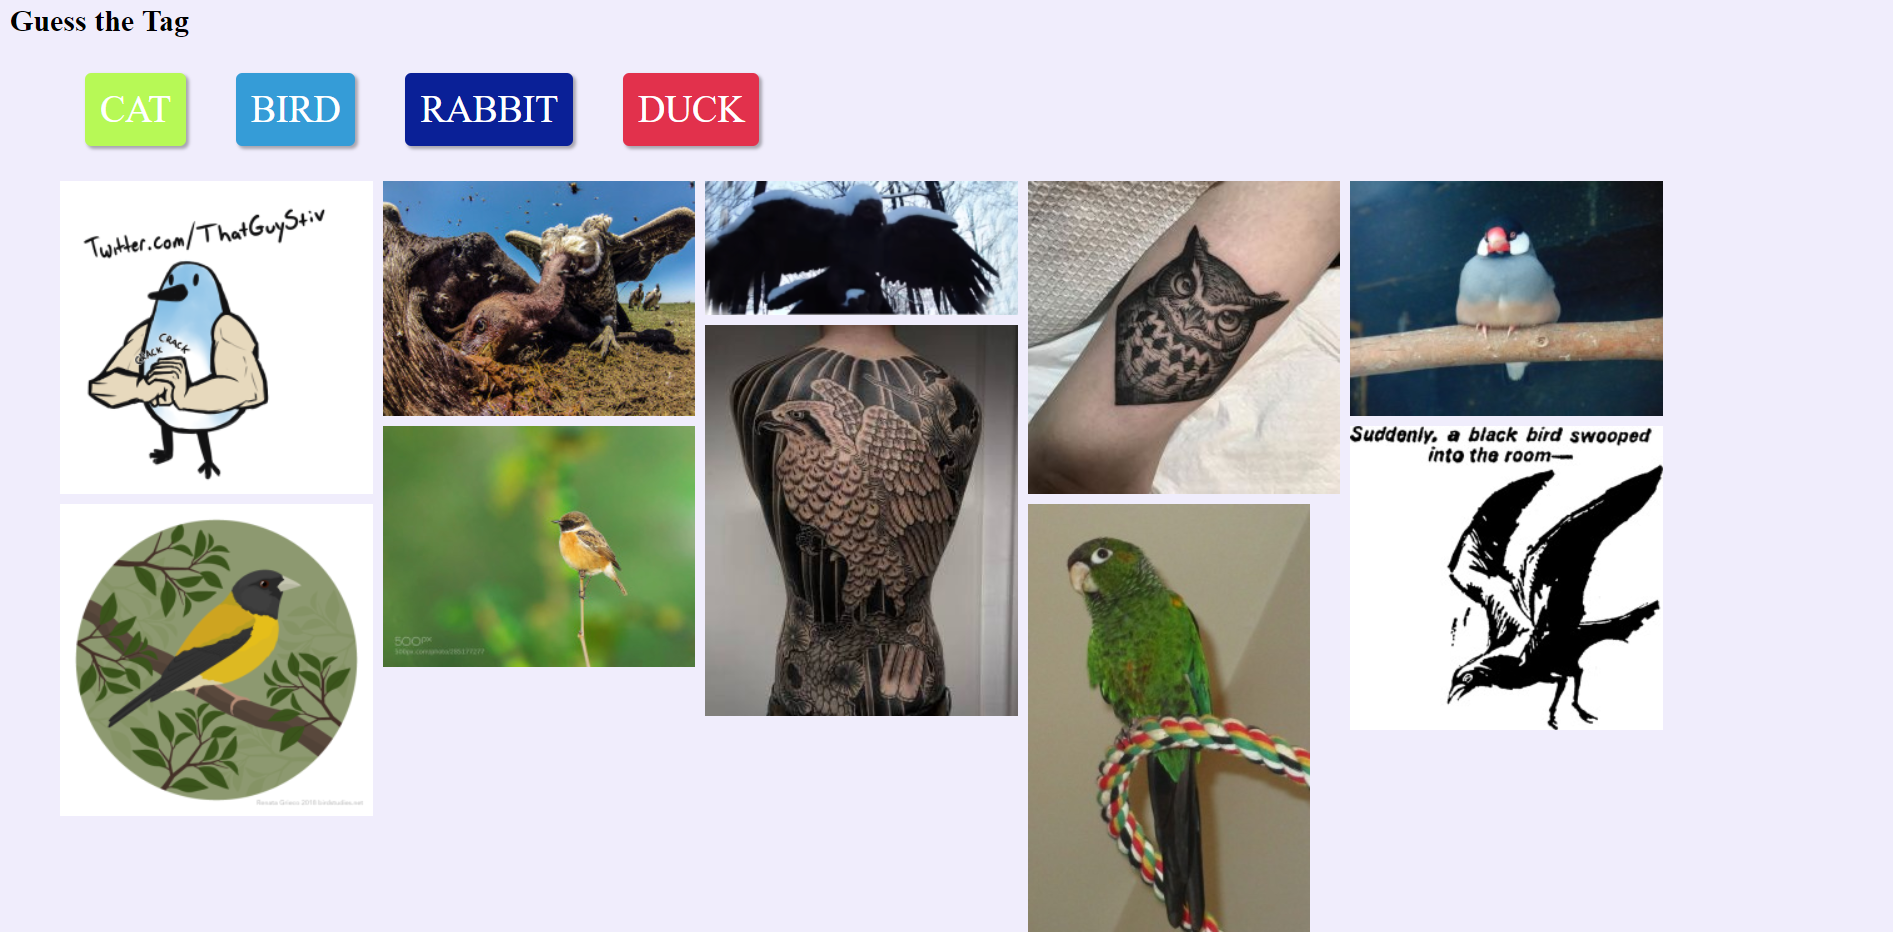 Guess the Tag
CAT
BIRD
RABBIT
DUCK
Twitter.com/ThatGuyStiv
CRACK
CRACK
500PX
Suddenly, a black bird swooped
into the room—